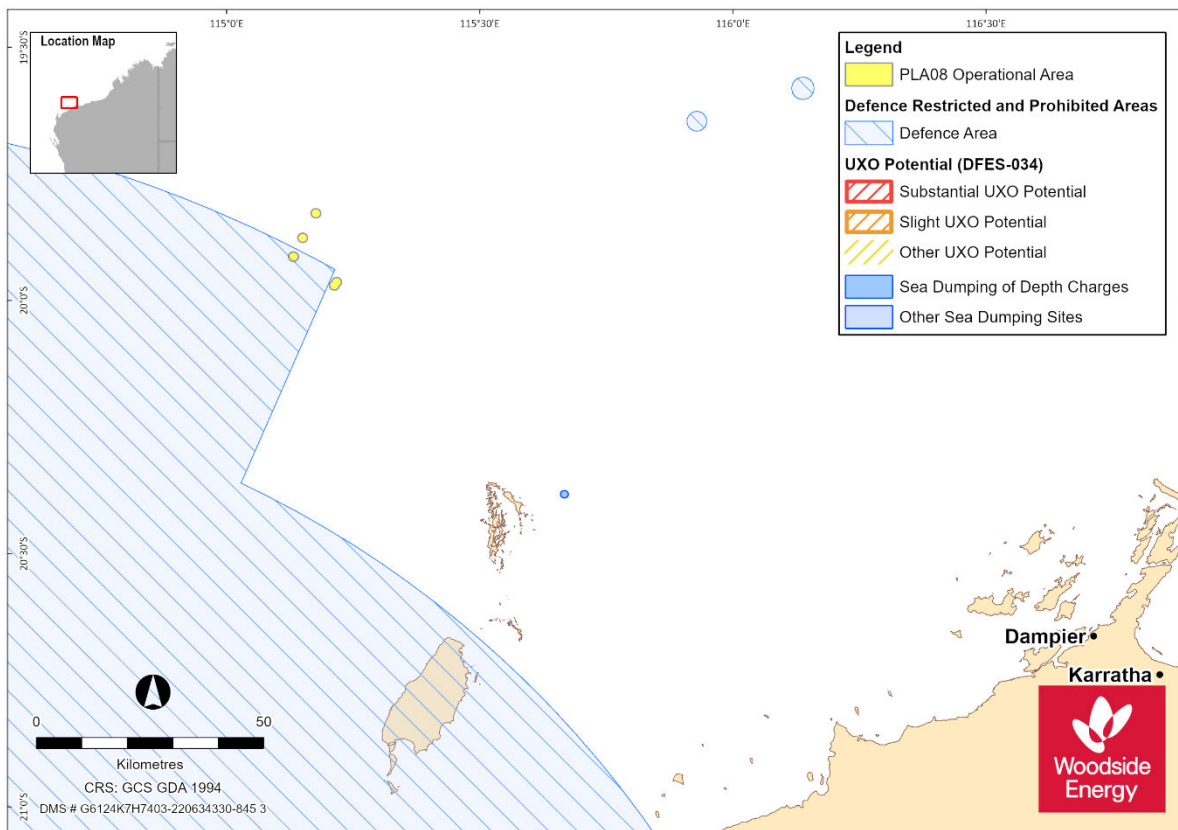 115°0'E
115°30'E
116°0'E
116°30'E
19°30'S
20°0'S
20°30'S
21°0'S
Location Map
Legend
PLA08 Operational Area
Defence Restricted and Prohibited Areas
Defence Area
UXO Potential (DFES-034)
Substantial UXO Potential
Slight UXO Potential
Other UXO Potential
Sea Dumping of Depth Charges
Other Sea Dumping Sites
Dampier
Karratha
0 50
Kilometres
CRS: GCS GDA 1994
DMS # G6124K7H7403-220634330-845 3
Woodside
Energy